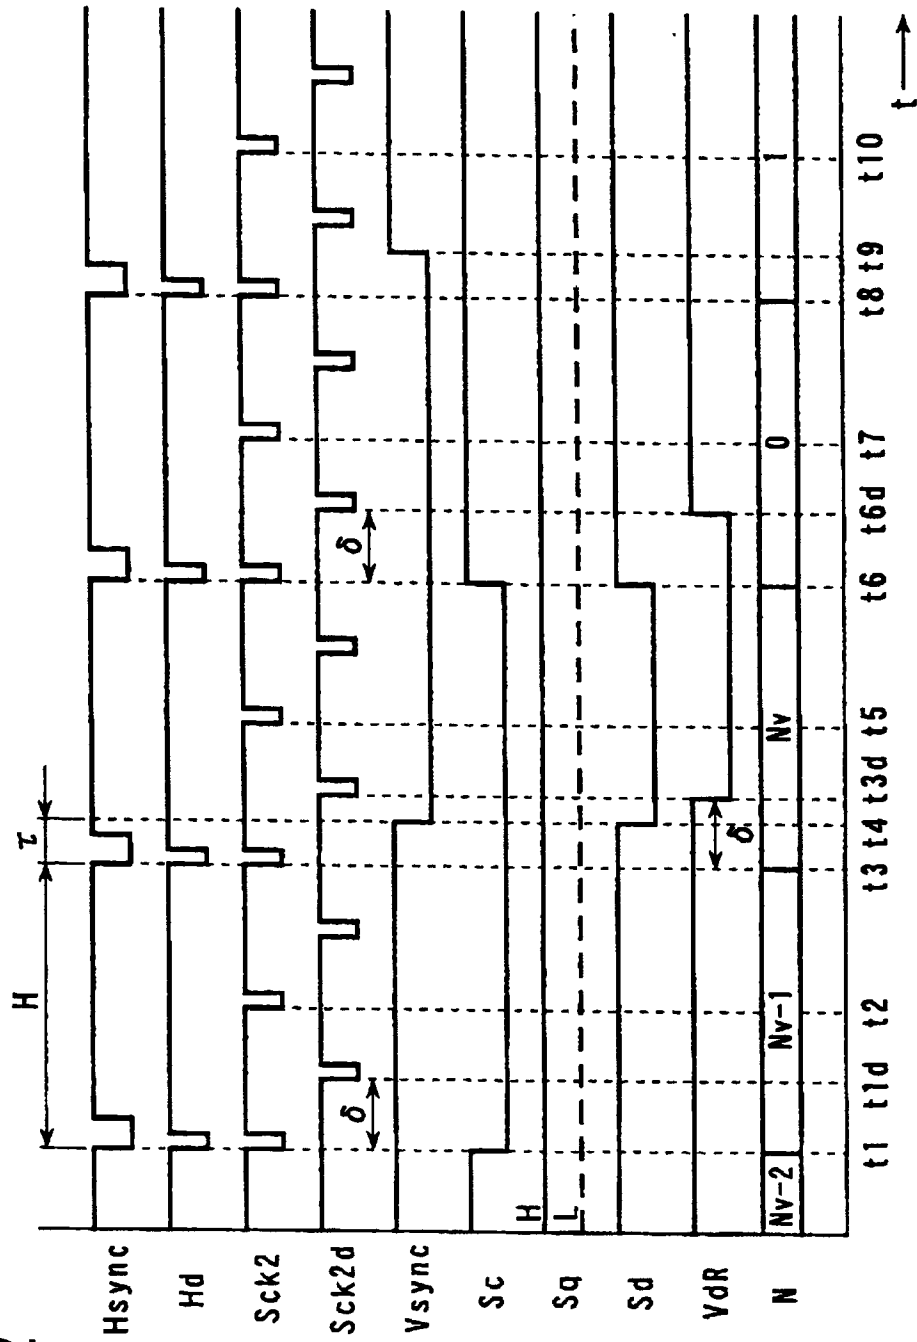 H
τ
Hsync
Hd
Sck2
δ
δ
Sck2d
Vsync
Sc
H
Sq
L
Sd
δ
VdR
N
Nv-2
Nv-1
Nv
0
1
t1
t1d
t2
t3
t4
t3d
t5
t6
t6d
t7
t8
t9
t10
t